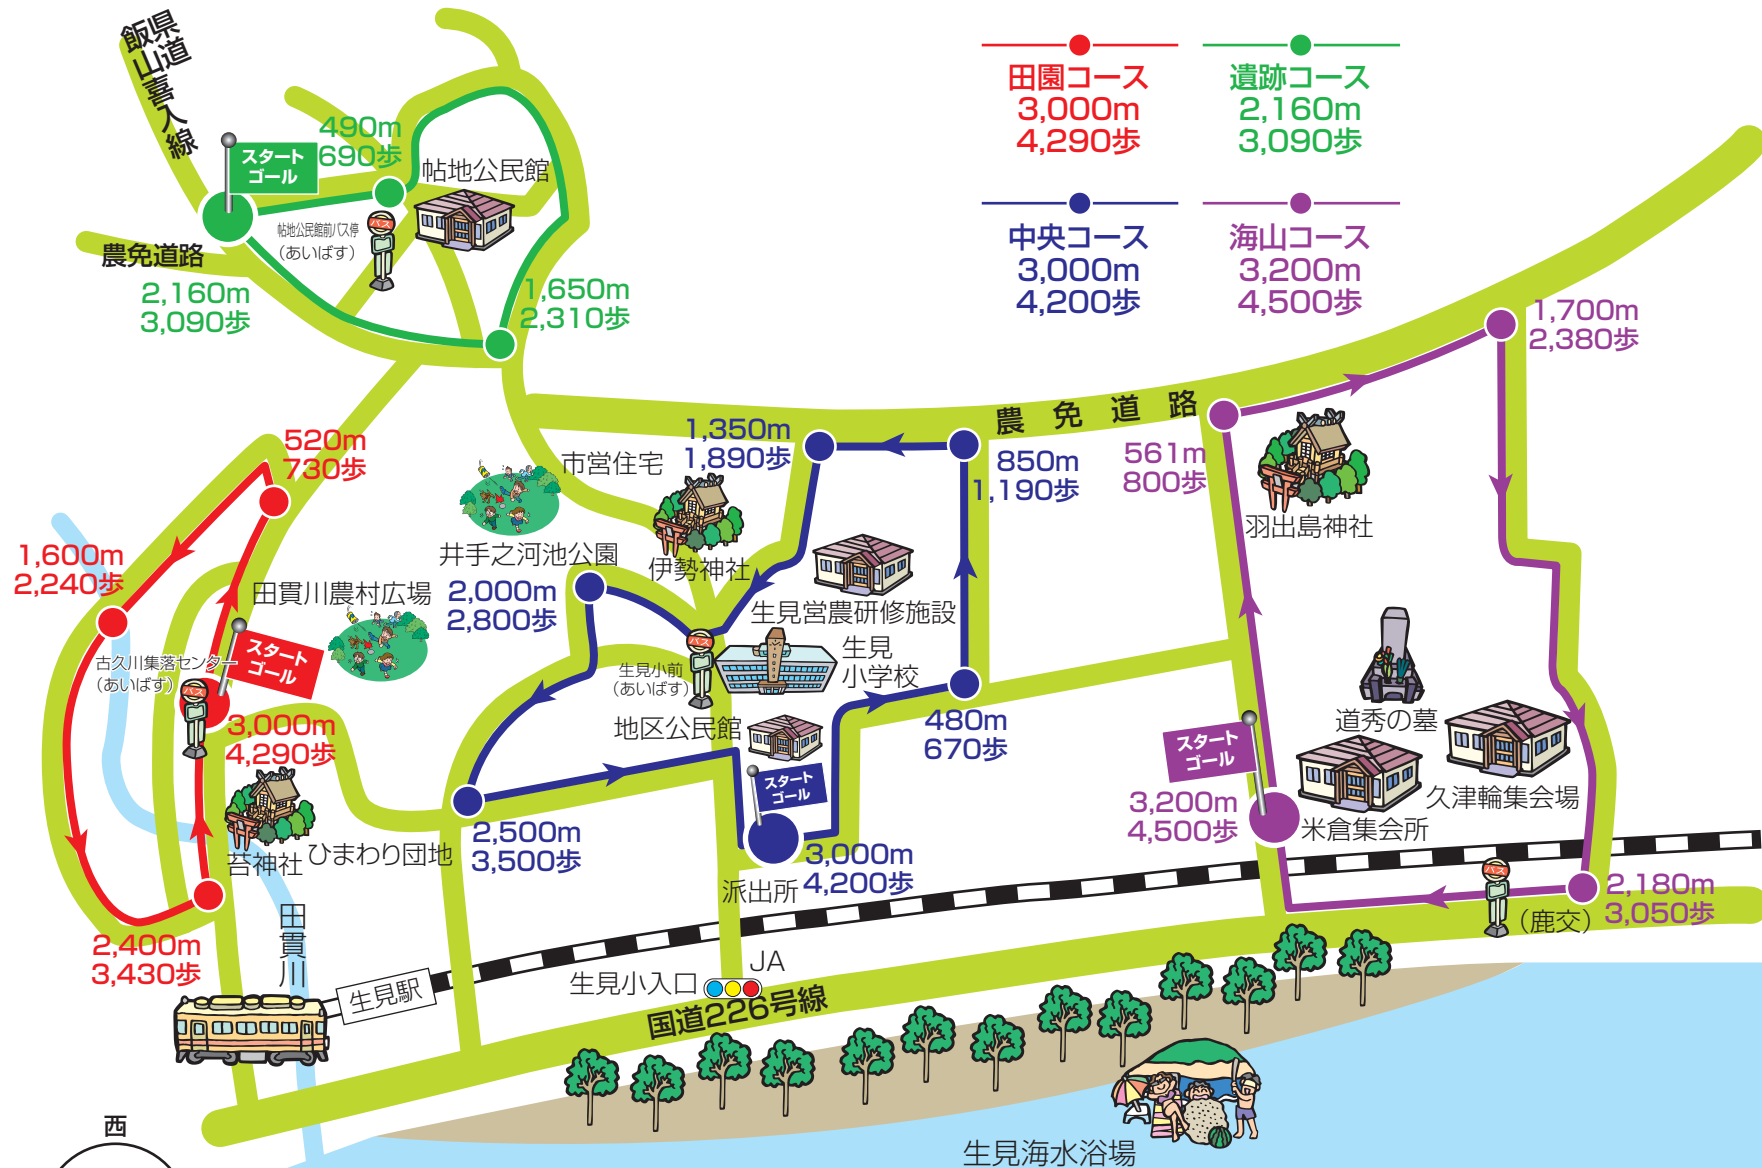 県道
飯山喜入線
田園コース
3,000m
4,290歩
遺跡コース
2,160m
3,090歩
中央コース
3,000m
4,200歩
海山コース
3,200m
4,500歩
490m
690歩
スタート
ゴール
帖地公民館
帖地公民館前バス停
(あいばす)
バス
農免道路
2,160m
3,090歩
1,650m
2,310歩
農免道路
1,700m
2,380歩
520m
730歩
1,350m
1,890歩
市営住宅
850m
1,190歩
561m
800歩
羽出島神社
井手之河池公園
伊勢神社
1,600m
2,240歩
2,000m
2,800歩
田貫川農村広場
生見営農研修施設
古久川集落センター
(あいばす)
バス
スタート
ゴール
生見小前
(あいばす)
バス
生見
小学校
3,000m
4,290歩
地区公民館
480m
670歩
道秀の墓
スタート
ゴール
スタート
ゴール
久津輪集会場
米倉集会所
3,200m
4,500歩
苔神社
ひまわり団地
2,500m
3,500歩
3,000m
4,200歩
派出所
バス
(鹿交)
2,180m
3,050歩
2,400m
3,430歩
田貫川
生見駅
生見小入口
JA
国道226号線
生見海水浴場
西